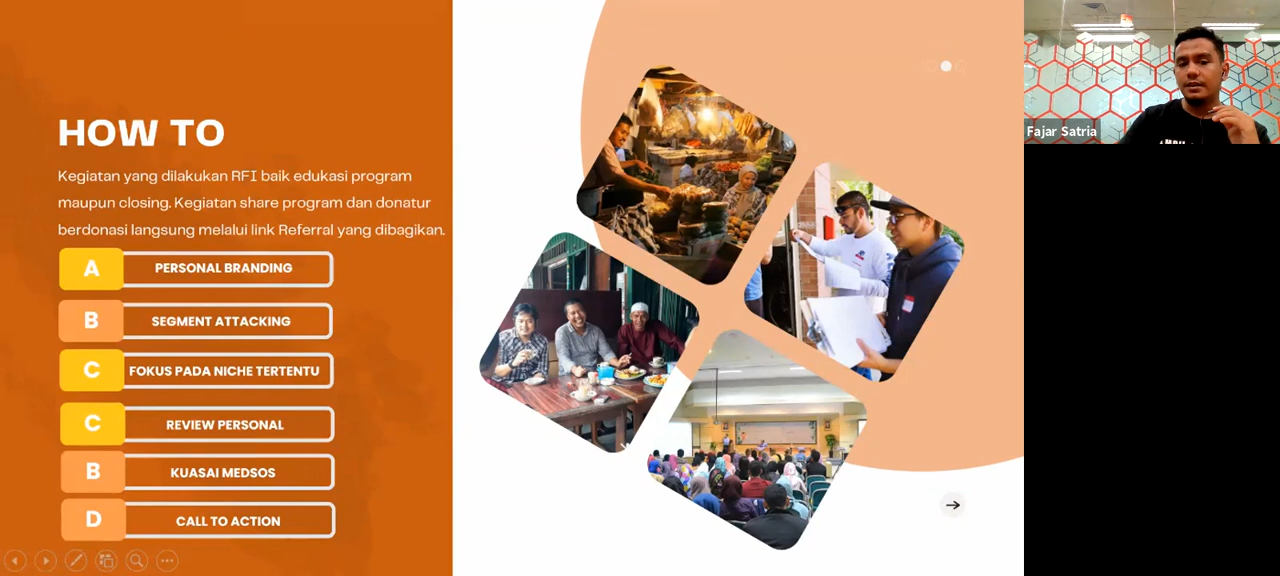 HOW TO
Kegiatan yang dilakukan RFI baik edukasi program
maupun closing. Kegiatan share program dan donatur
berdonasi langsung melalui link Referral yang dibagikan.
A PERSONAL BRANDING
B SEGMENT ATTACKING
C FOKUS PADA NICHE TERTENTU
C REVIEW PERSONAL
B KUASAI MEDSOS
D CALL TO ACTION
Fajar Satria